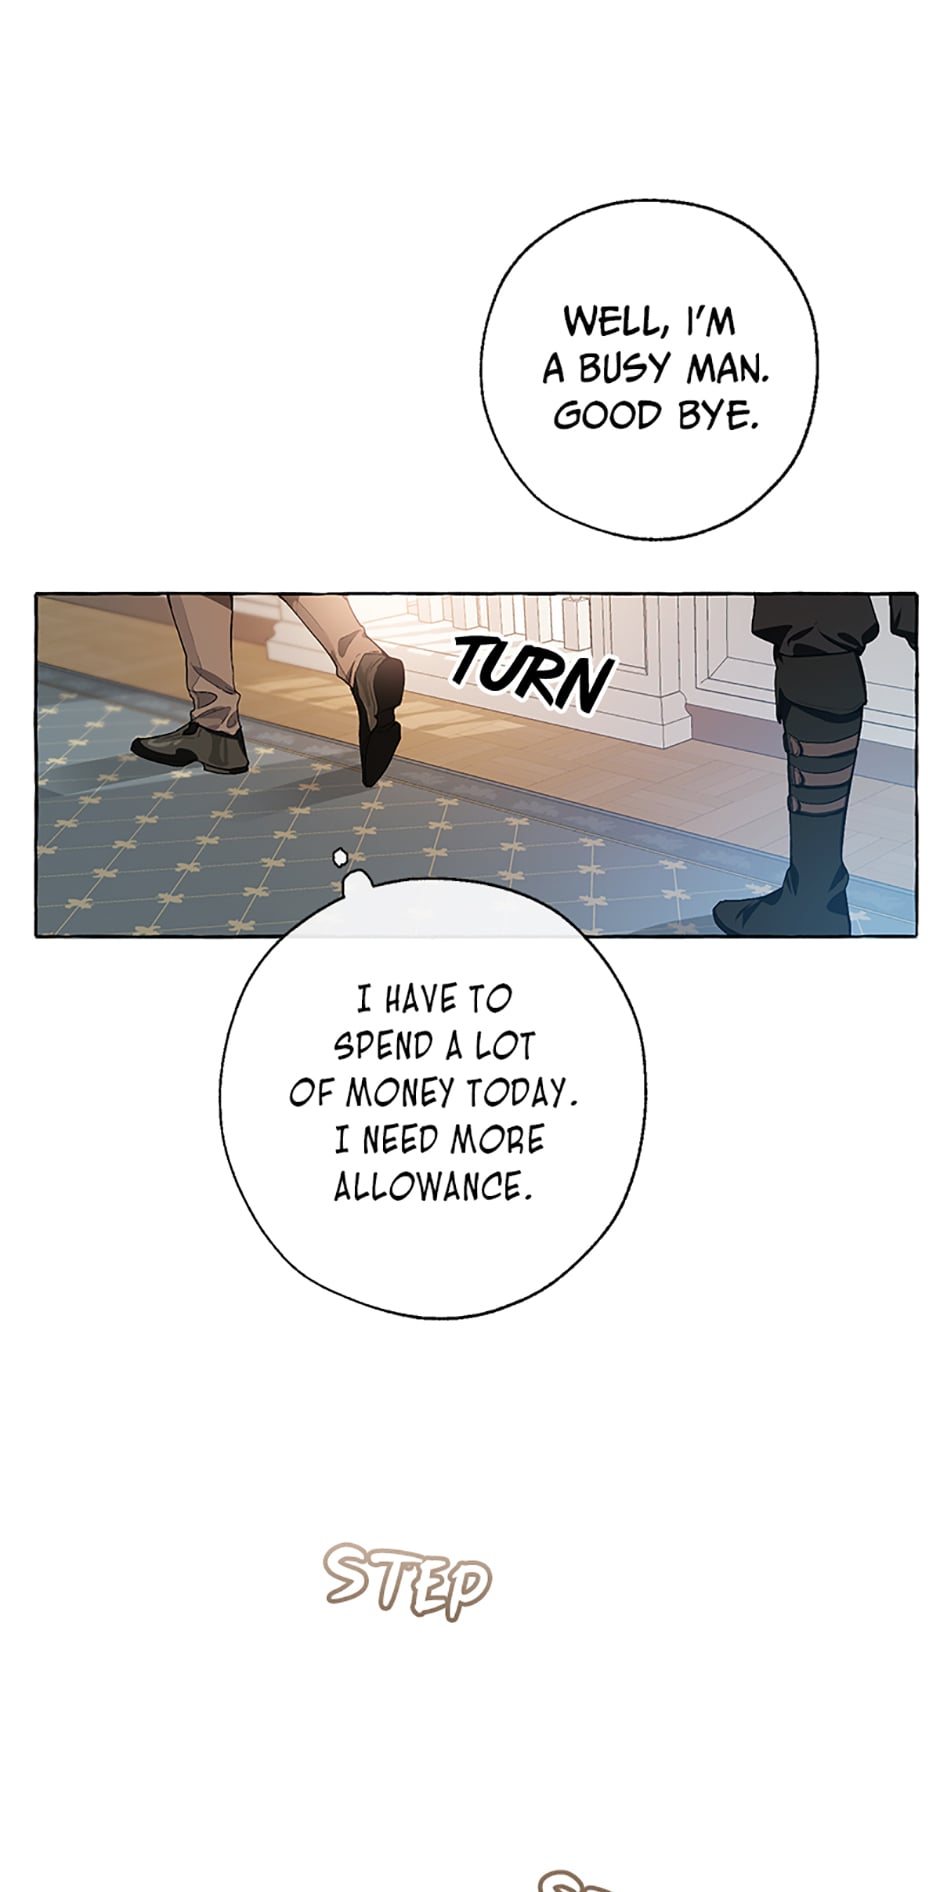 WELL, I'M
A BUSY MAN.
GOOD BYE.
TURN
I HAVE TO
SPEND A LOT
OF MONEY TODAY.
I NEED MORE
ALLOWANCE.
STEP